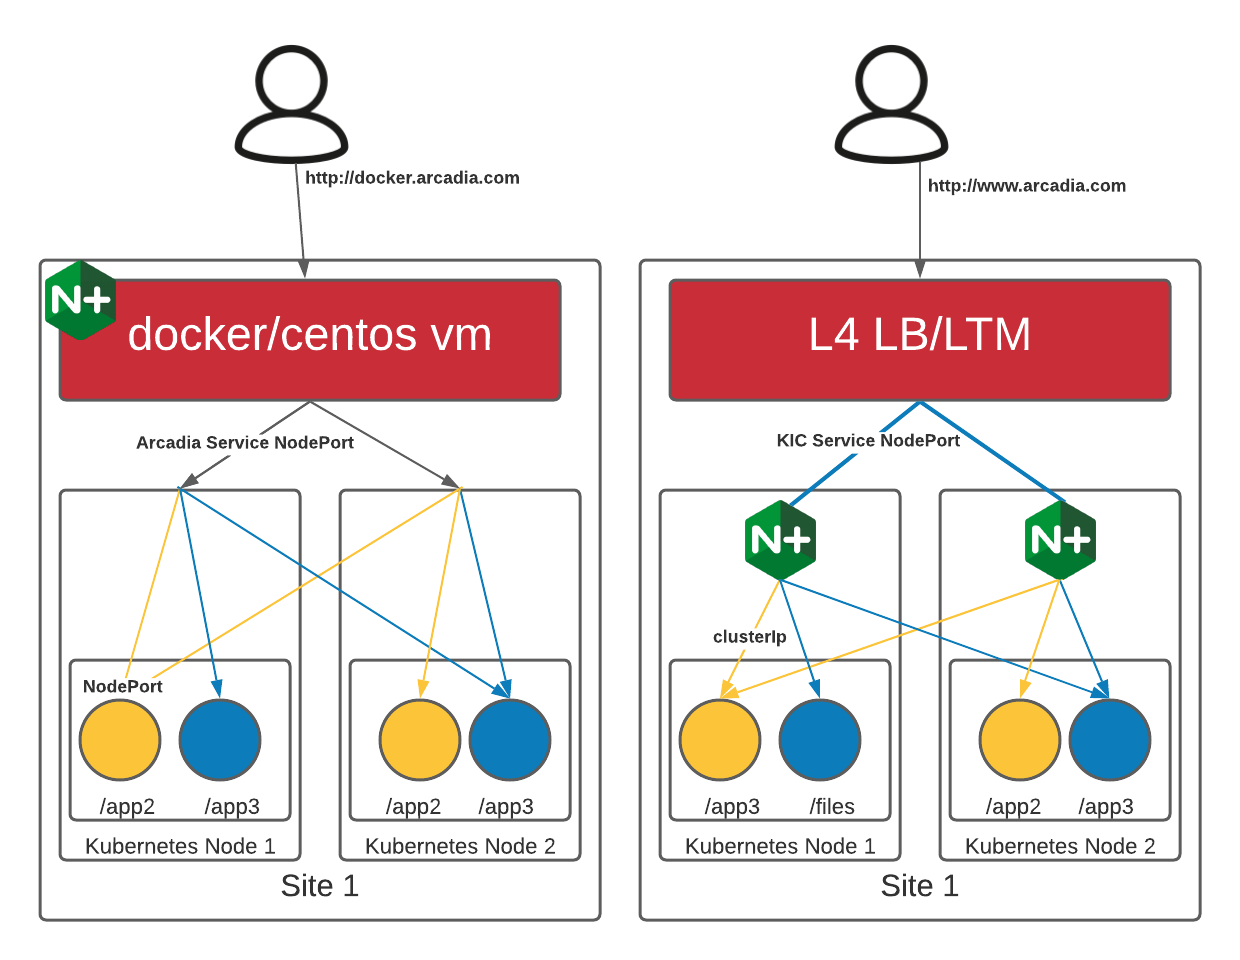 http://docker.arcadia.com
N+
docker/centos vm
Arcadia Service NodePort
NodePort
/app2 /app3
Kubernetes Node 1
/app2 /app3
Kubernetes Node 2
Site 1
http://www.arcadia.com
L4 LB/LTM
KIC Service NodePort
N+
N+
clusterIp
/app3 /files
Kubernetes Node 1
/app2 /app3
Kubernetes Node 2
Site 1